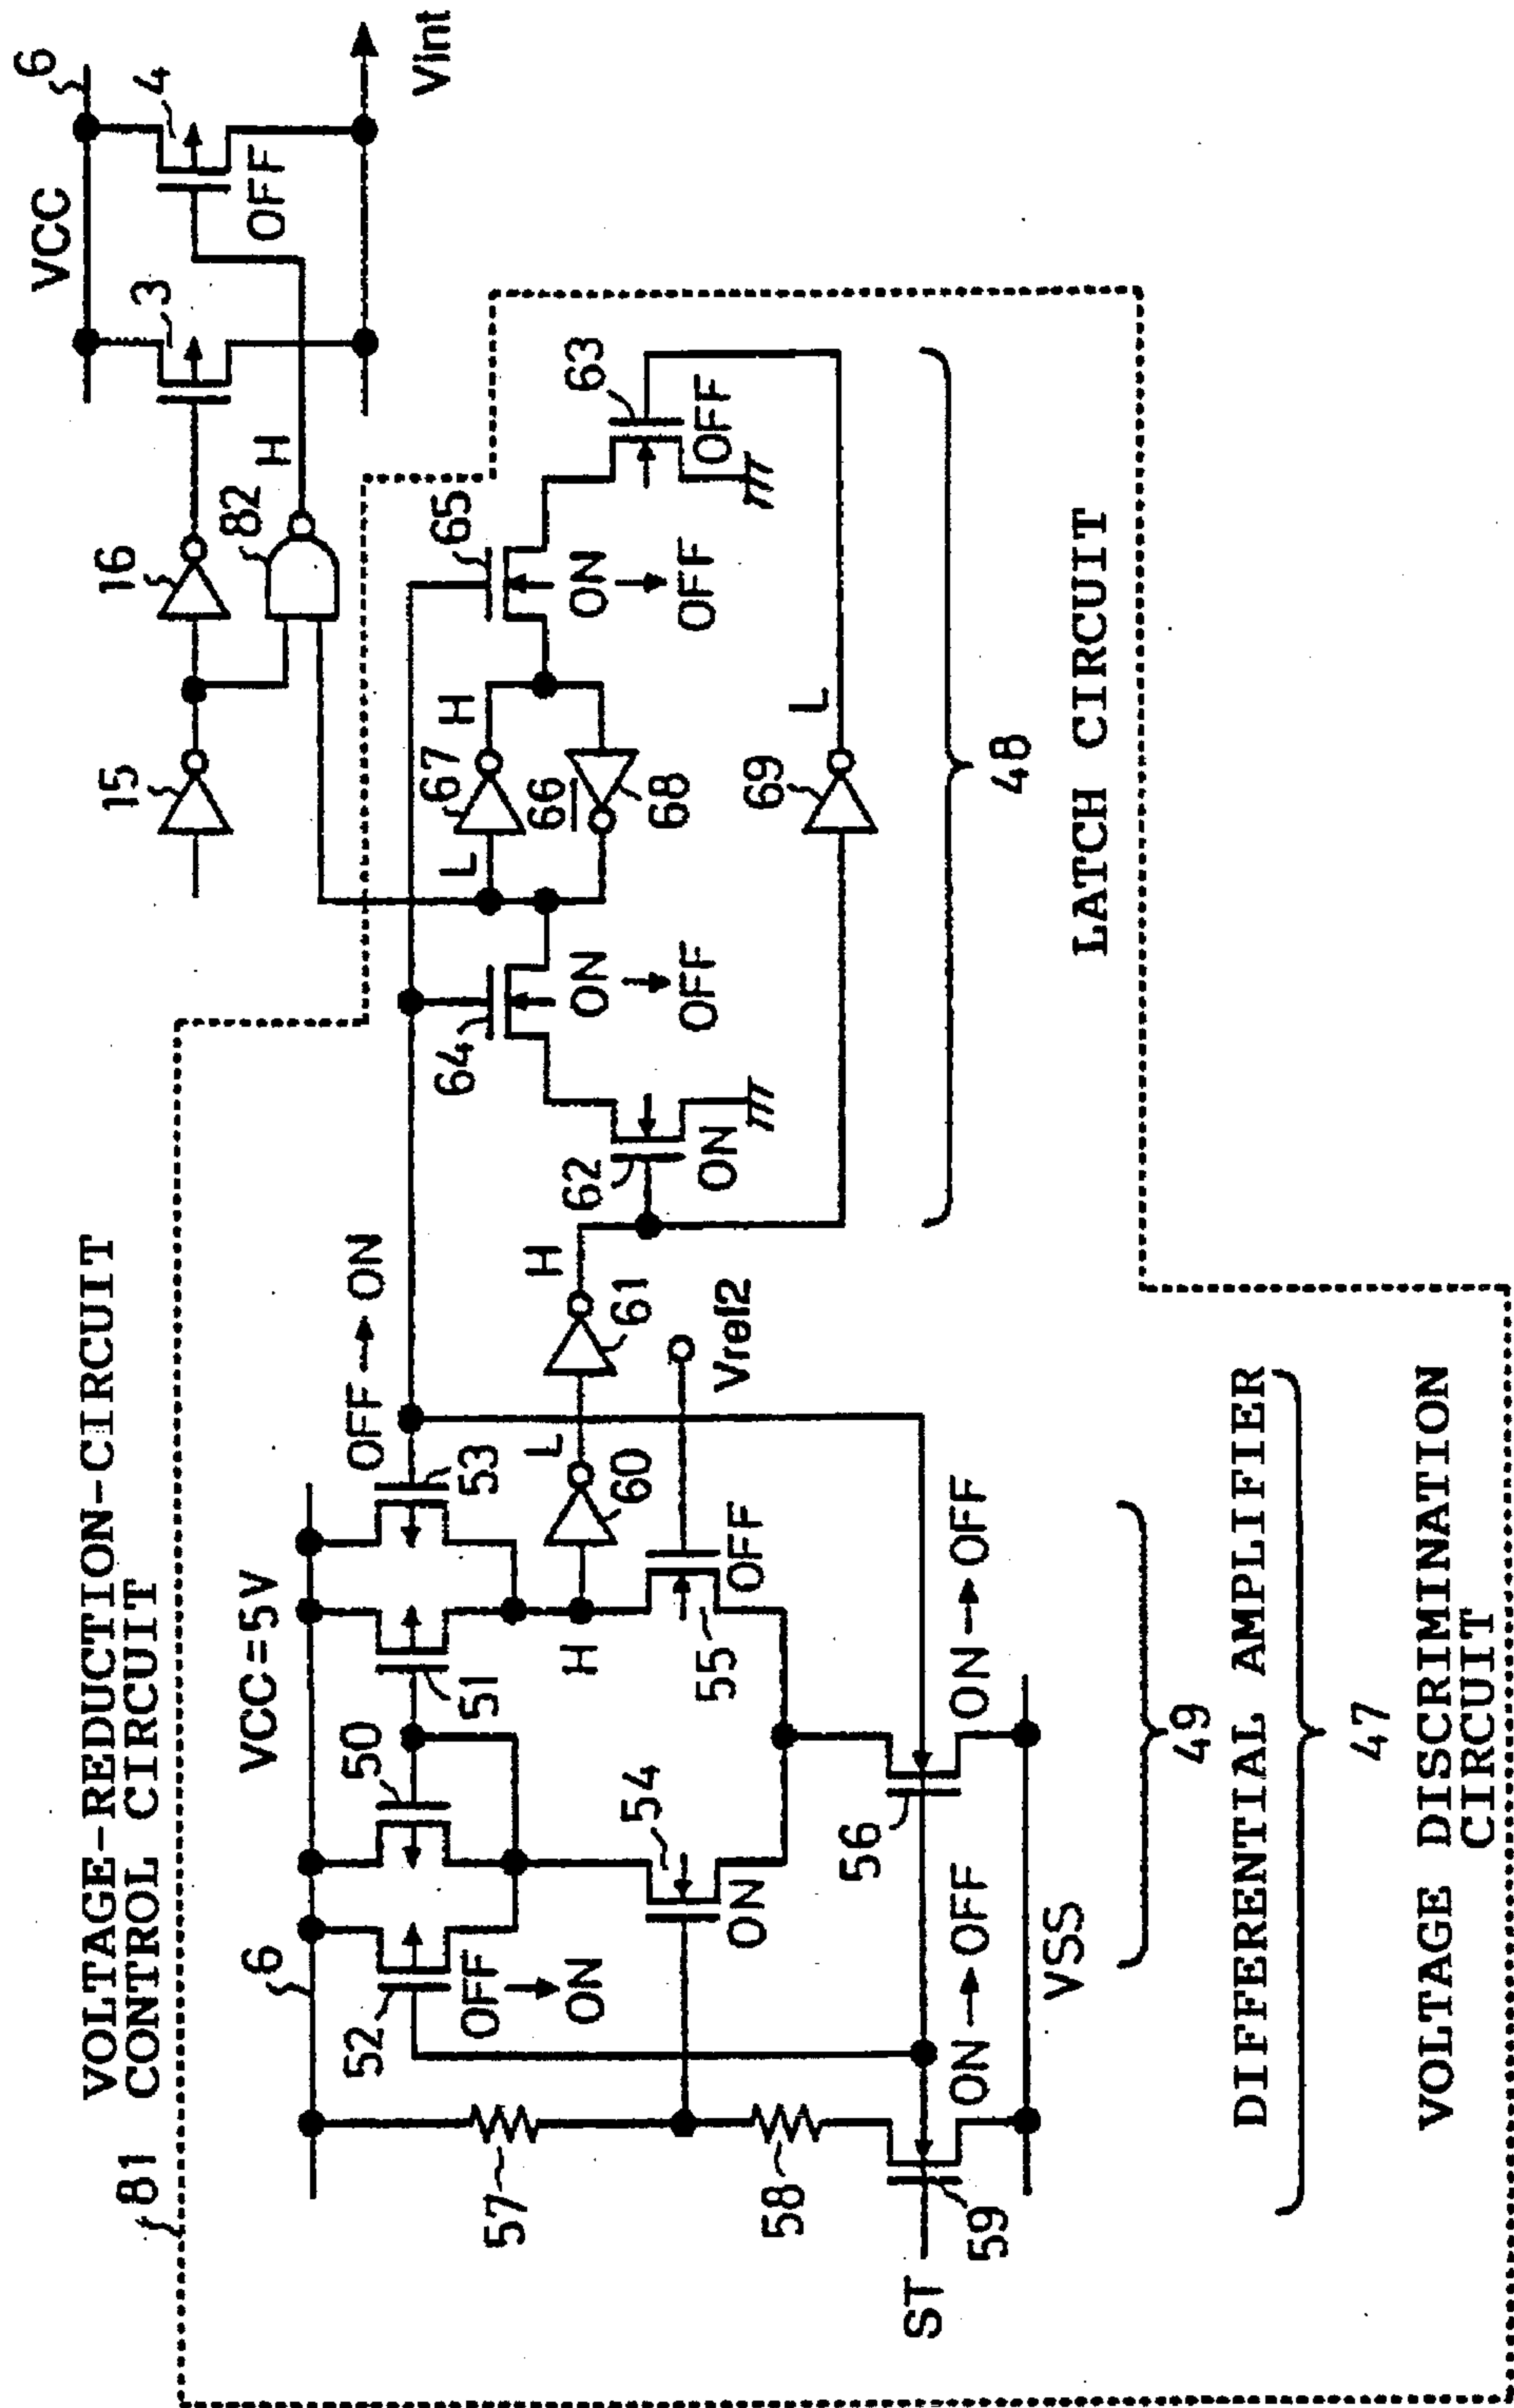 VOLTAGE-REDUCTION-CIRCUIT
81 CONTROL CIRCUIT
VCC
6
3
4
OFF
Vint
15
16
82
H
VCC=5V
6
52
OFF → ON
50
51
53
OFF → ON
57
54
ON
H
55
OFF
60
L
61
H
Vref2
58
59
ST
ON → OFF
56
ON → OFF
VSS
62
ON
64
ON → OFF
L
67
H
66
68
65
ON → OFF
63
OFF
69
L
48
LATCH CIRCUIT
49
DIFFERENTIAL AMPLIFIER
47
VOLTAGE DISCRIMINATION
CIRCUIT